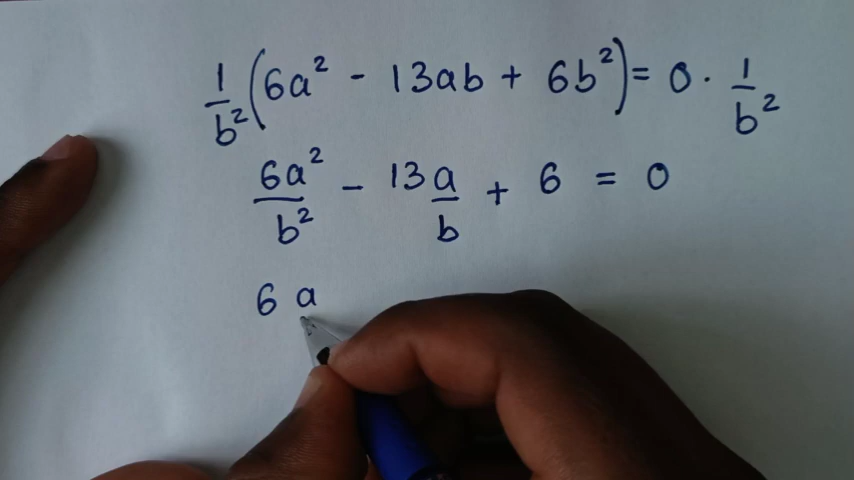 1/b² (6a² - 13ab + 6b²) = 0 · 1/b²
6a²/b² - 13 a/b + 6 = 0
6 a